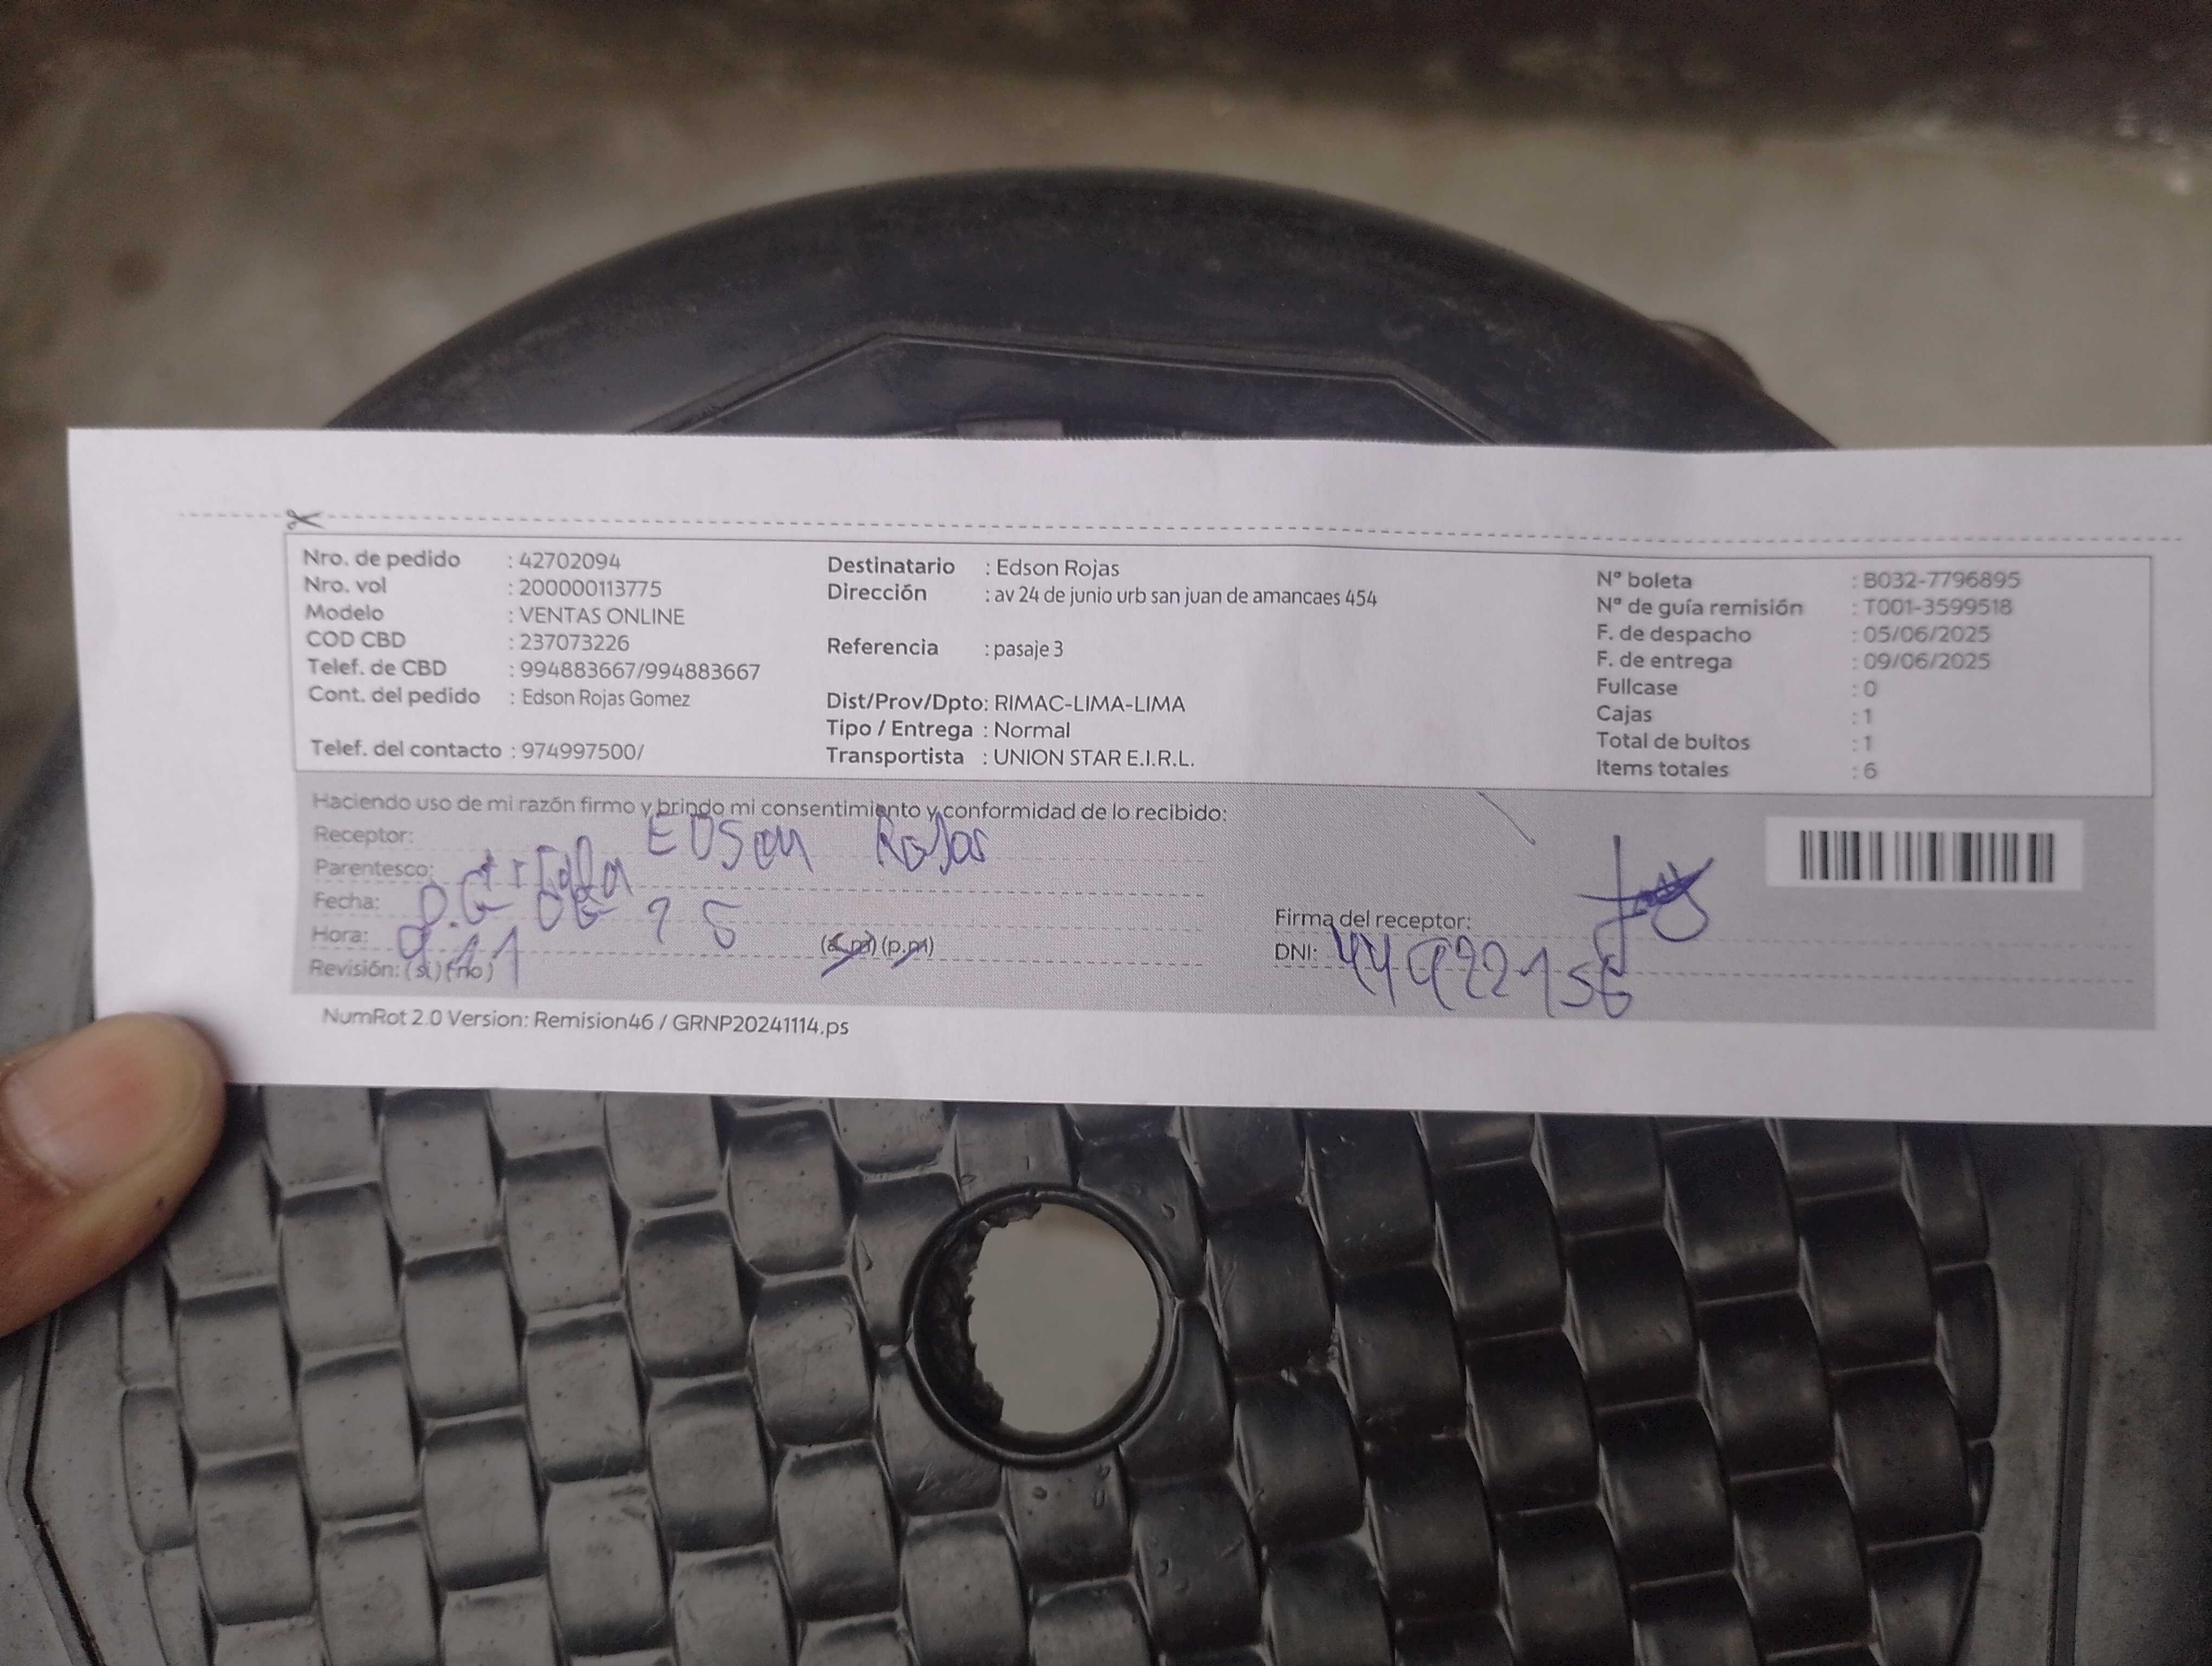 Nro. de pedido : 42702094
Nro. vol : 200000113775
Modelo : VENTAS ONLINE
COD CBD : 237073226
Telef. de CBD : 994883667/994883667
Cont. del pedido : Edson Rojas Gomez
Telef. del contacto : 974997500/
Destinatario : Edson Rojas
Dirección : av 24 de junio urb san juan de amancaes 454
Referencia : pasaje 3
Dist/Prov/Dpto: RIMAC-LIMA-LIMA
Tipo / Entrega : Normal
Transportista : UNION STAR E.I.R.L.
Nº boleta : B032-7796895
Nº de guía remisión : T001-3599518
F. de despacho : 05/06/2025
F. de entrega : 09/06/2025
Fullcase : 0
Cajas : 1
Total de bultos : 1
Items totales : 6
Haciendo uso de mi razón firmo y brindo mi consentimiento y conformidad de lo recibido:
Receptor: EDSON Rojas
Parentesco:
Fecha:
Hora: (p.m)
Revisión: (si) (no)
Firma del receptor:
DNI: 44922156
NumRot 2.0 Version: Remision46 / GRNP20241114.ps